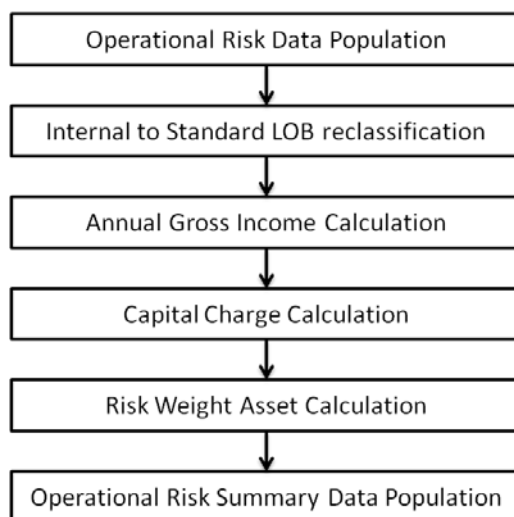 Operational Risk Data Population
Internal to Standard LOB reclassification
Annual Gross Income Calculation
Capital Charge Calculation
Risk Weight Asset Calculation
Operational Risk Summary Data Population